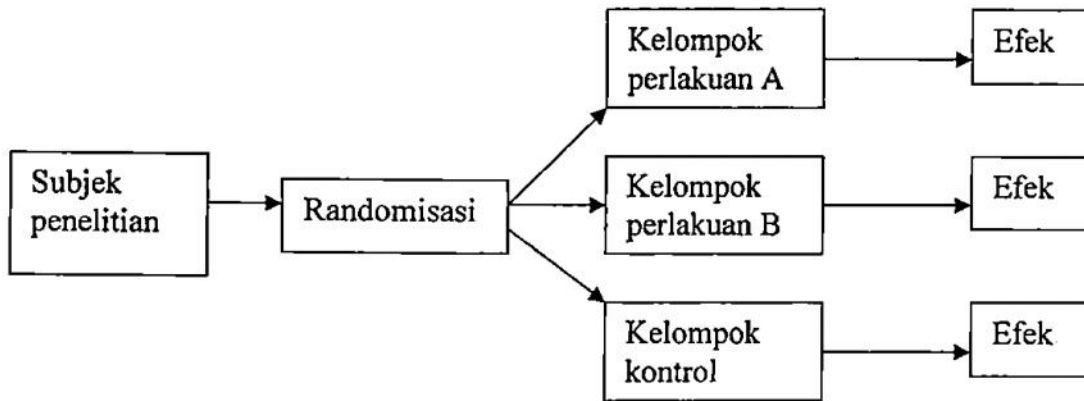 Subjek
penelitian
Randomisasi
Kelompok
perlakuan A
Efek
Kelompok
perlakuan B
Efek
Kelompok
kontrol
Efek